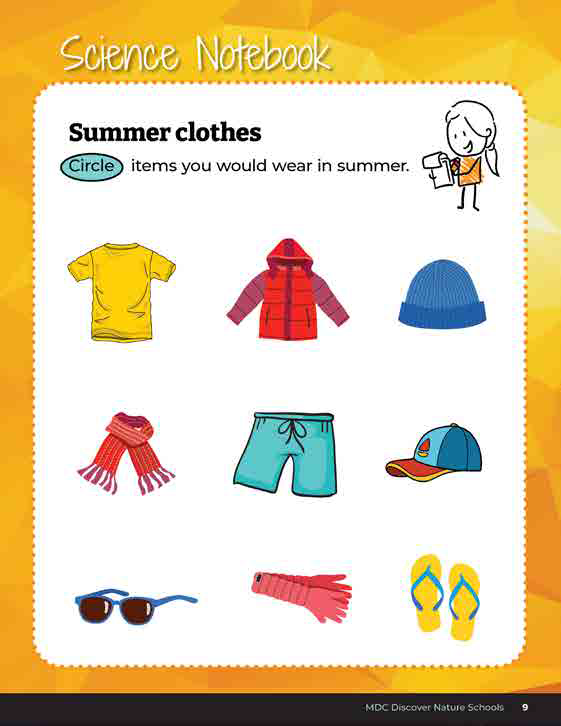 Science Notebook
Summer clothes
Circle items you would wear in summer.
MDC Discover Nature Schools 9